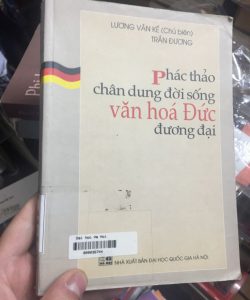 LƯƠNG VĂN KẾ (Chủ biên)
TRẦN ĐƯƠNG
Phác thảo
chân dung đời sống
văn hoá Đức
đương đại
NHÀ XUẤT BẢN ĐẠI HỌC QUỐC GIA HÀ NỘI